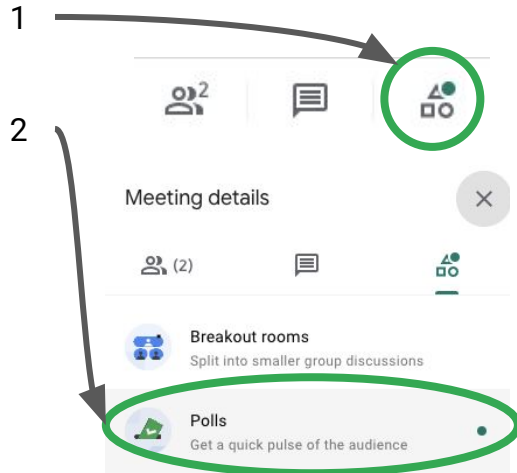 1
2
2
Meeting details
(2)
Breakout rooms
Split into smaller group discussions
Polls
Get a quick pulse of the audience